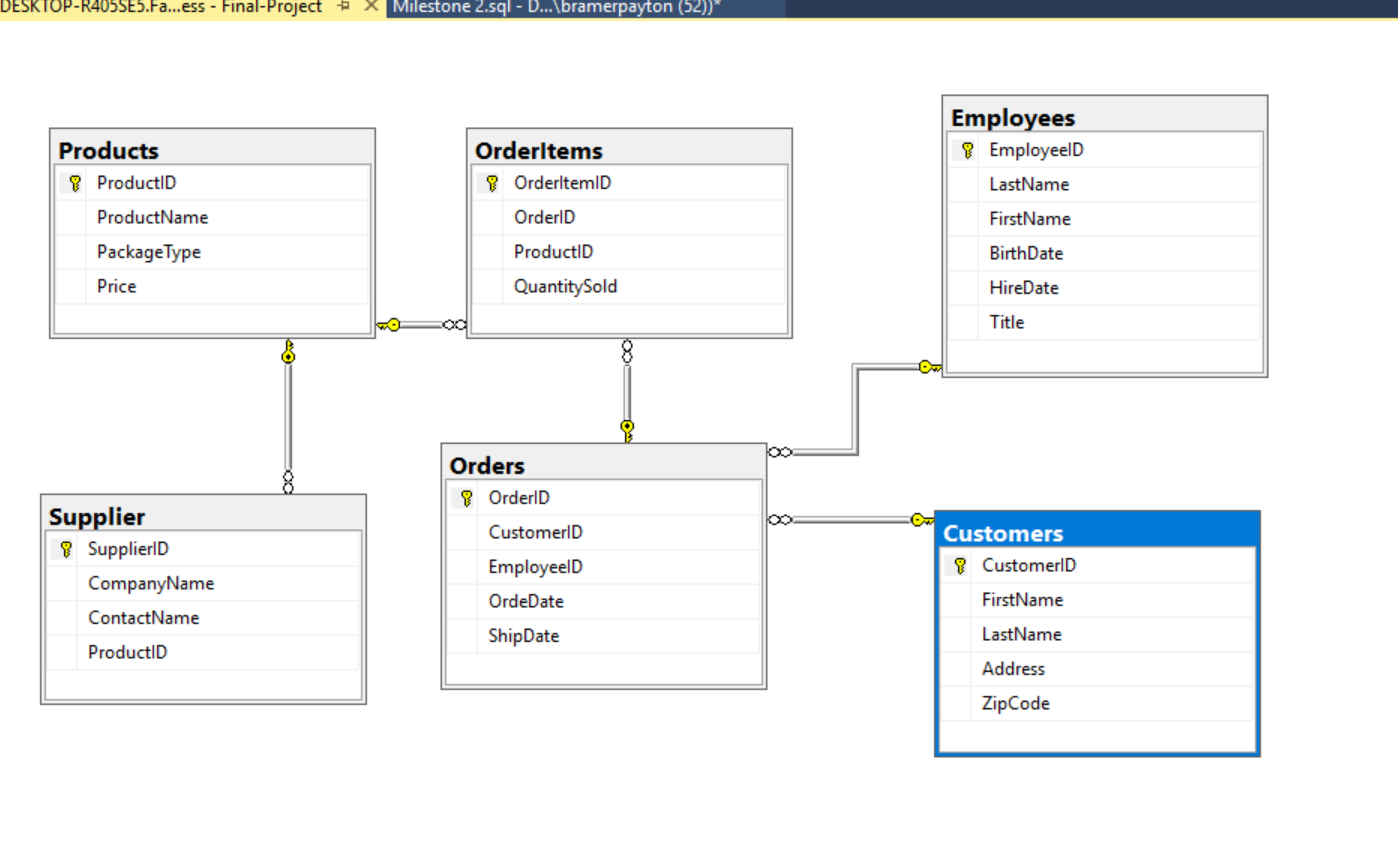 DESKTOP-R405SE5.Fa...ess - Final-Project
Milestone 2.sql - D...\bramerpayton (52))*
Products
ProductID
ProductName
PackageType
Price
OrderItems
OrderItemID
OrderID
ProductID
QuantitySold
Employees
EmployeeID
LastName
FirstName
BirthDate
HireDate
Title
Supplier
SupplierID
CompanyName
ContactName
ProductID
Orders
OrderID
CustomerID
EmployeeID
OrdeDate
ShipDate
Customers
CustomerID
FirstName
LastName
Address
ZipCode